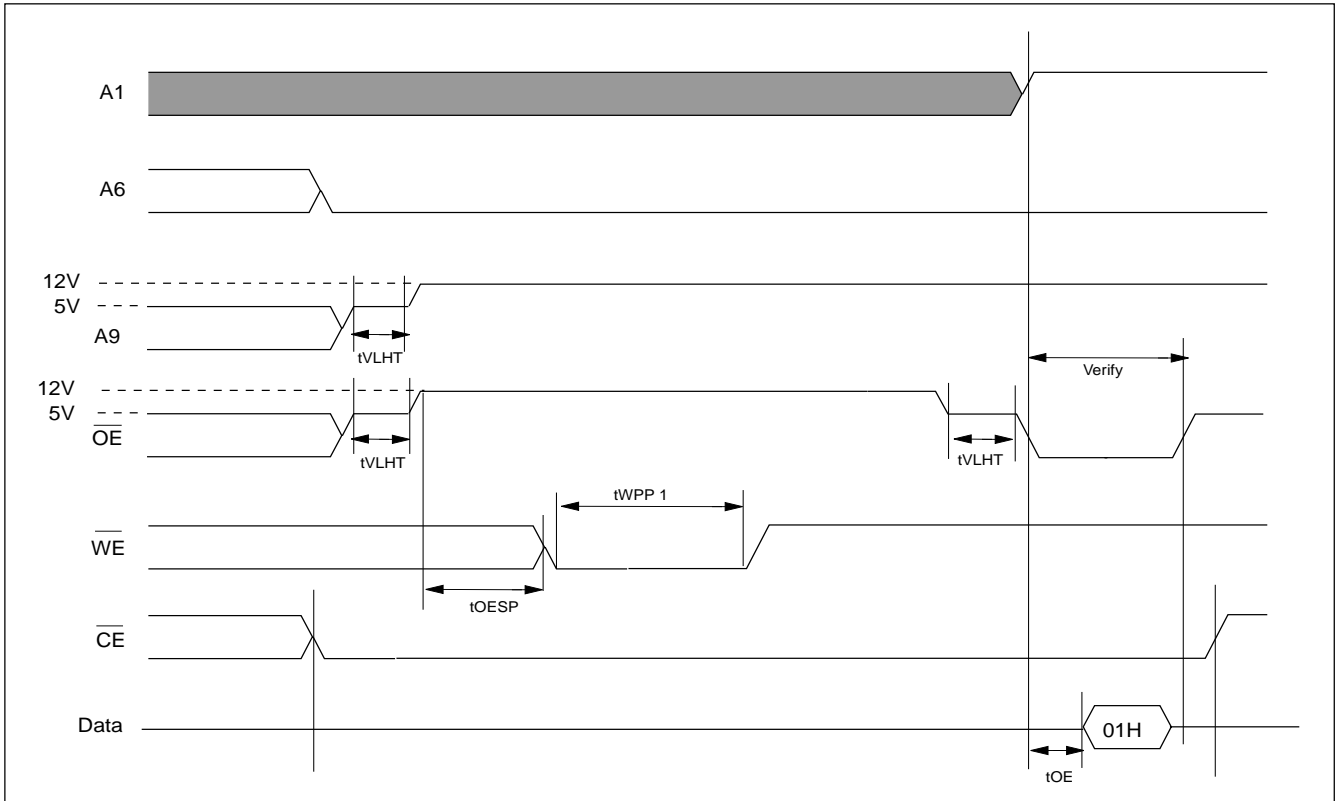 A1
A6
12V
5V
A9
tVLHT
Verify
12V
5V
OE
tVLHT
tVLHT
tWPP 1
WE
tOESP
CE
Data
01H
tOE